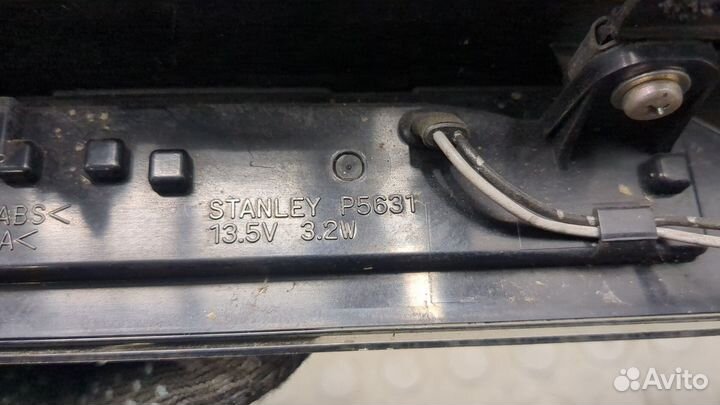 ABS<
A<
STANLEY P5631
13.5V 3.2W
Avito